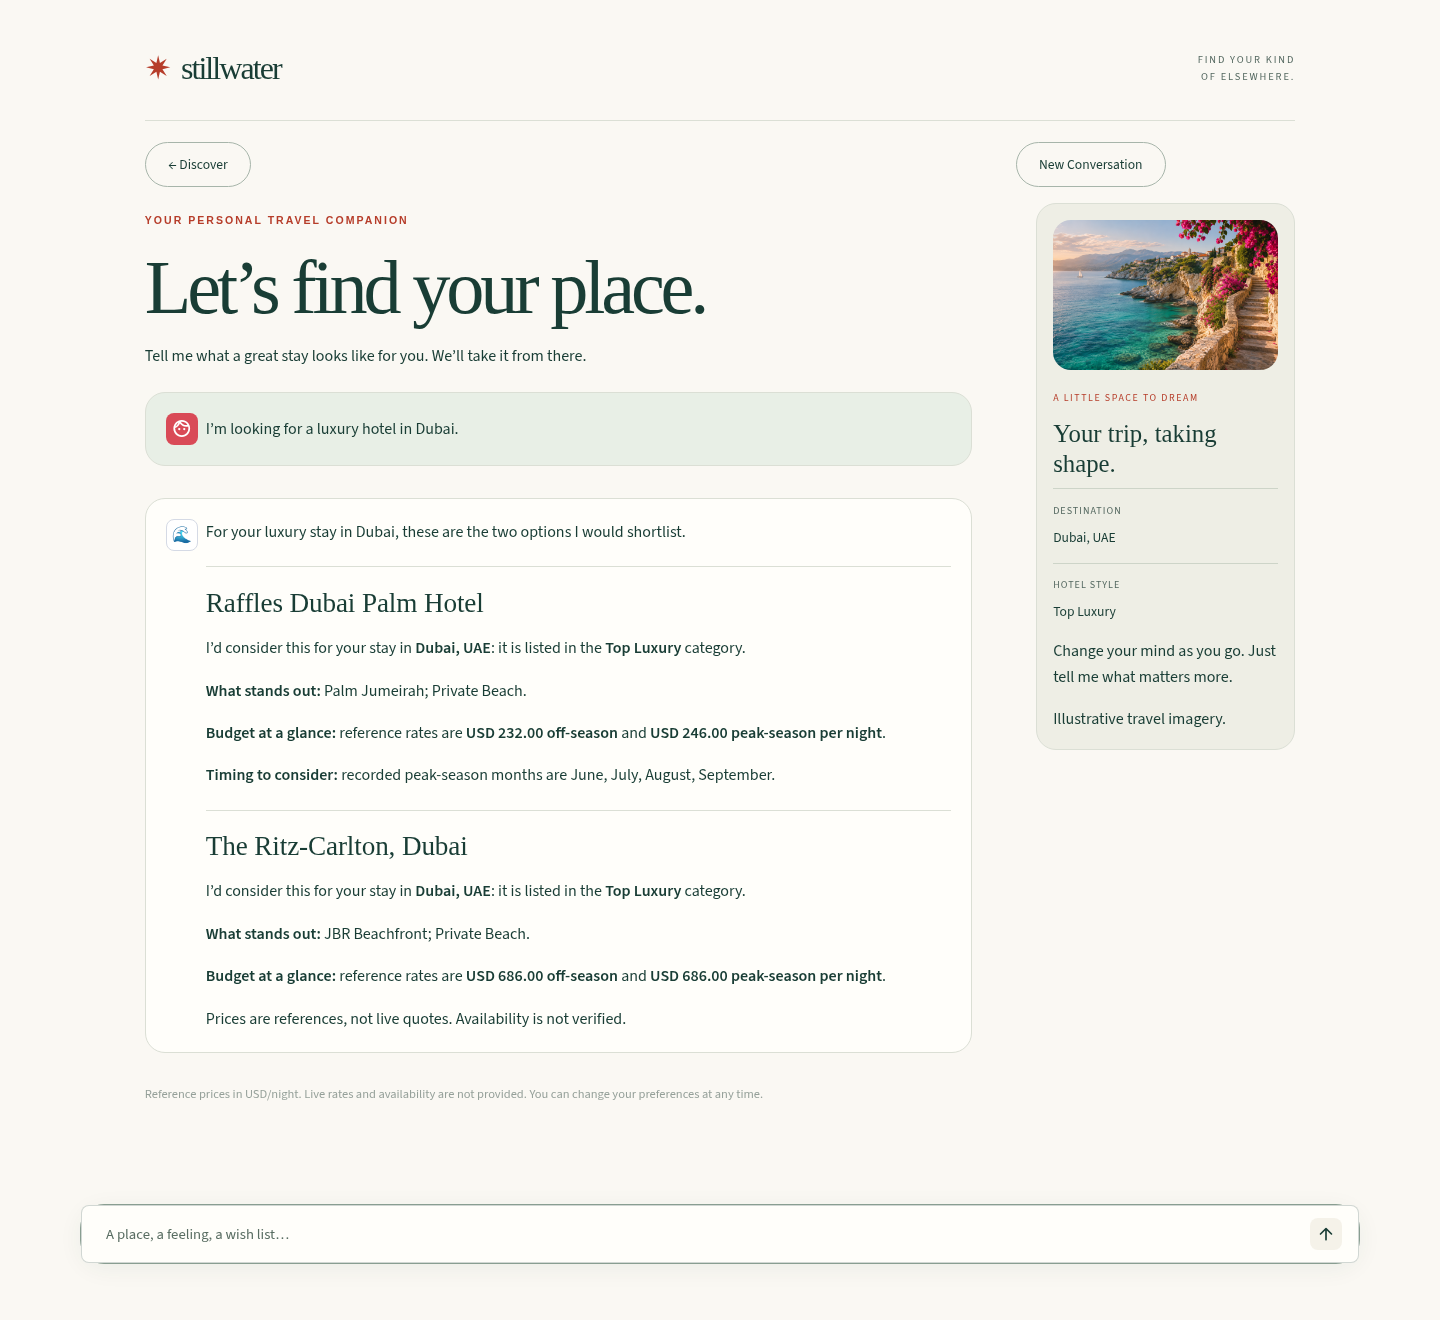 stillwater
FIND YOUR KIND
OF ELSEWHERE.
← Discover
New Conversation
YOUR PERSONAL TRAVEL COMPANION
Let’s find your place.
Tell me what a great stay looks like for you. We’ll take it from there.
I’m looking for a luxury hotel in Dubai.
For your luxury stay in Dubai, these are the two options I would shortlist.
Raffles Dubai Palm Hotel
I’d consider this for your stay in Dubai, UAE: it is listed in the Top Luxury category.
What stands out: Palm Jumeirah; Private Beach.
Budget at a glance: reference rates are USD 232.00 off-season and USD 246.00 peak-season per night.
Timing to consider: recorded peak-season months are June, July, August, September.
The Ritz-Carlton, Dubai
I’d consider this for your stay in Dubai, UAE: it is listed in the Top Luxury category.
What stands out: JBR Beachfront; Private Beach.
Budget at a glance: reference rates are USD 686.00 off-season and USD 686.00 peak-season per night.
Prices are references, not live quotes. Availability is not verified.
A LITTLE SPACE TO DREAM
Your trip, taking
shape.
DESTINATION
Dubai, UAE
HOTEL STYLE
Top Luxury
Change your mind as you go. Just
tell me what matters more.
Illustrative travel imagery.
Reference prices in USD/night. Live rates and availability are not provided. You can change your preferences at any time.
A place, a feeling, a wish list…